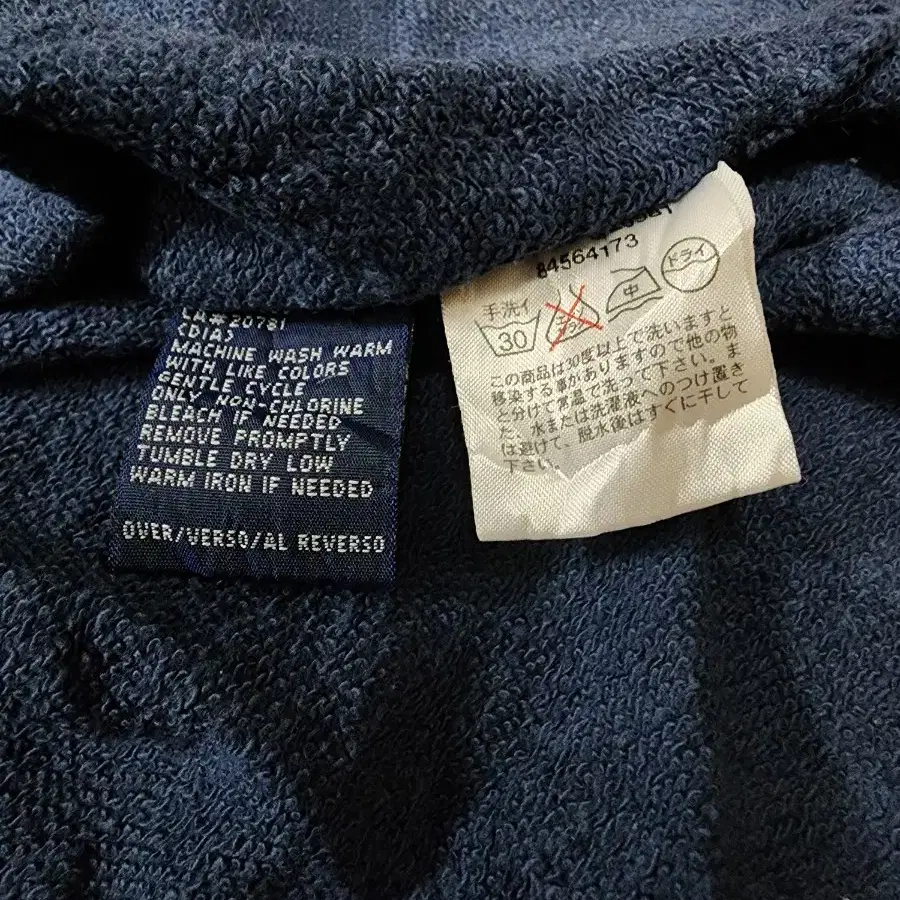 LA#20781
<DIA>
MACHINE WASH WARM
WITH LIKE COLORS
GENTLE CYCLE
ONLY NON-CHLORINE
BLEACH IF NEEDED
REMOVE PROMPTLY
TUMBLE DRY LOW
WARM IRON IF NEEDED
OVER/VERSO/AL REVERSO
84564173
手洗イ
30
中
ドライ
この商品は30度以上で洗いますと
移染する事がありますので他の物
と分けて単品で洗って下さい。ま
た、水または洗濯液へのつけ置き
は避けて、脱水後はすぐに干して
下さい。